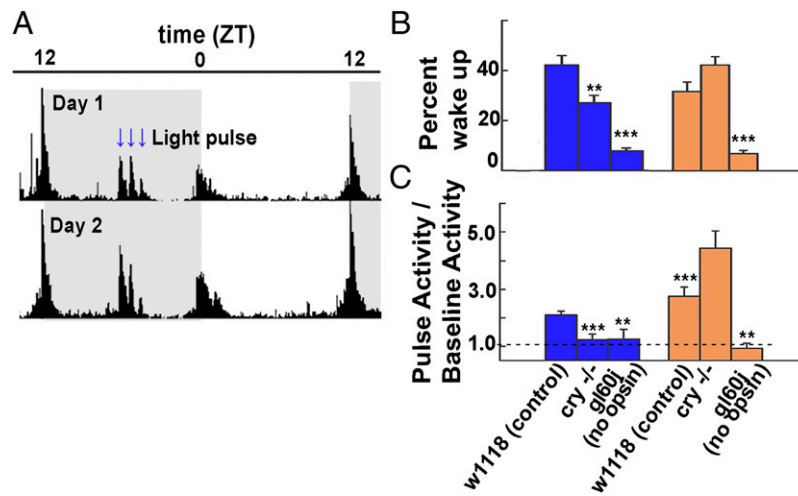 A
time (ZT)
12 0 12
Day 1
Light pulse
Day 2
B
Percent
wake up
40
20
0
**
***
***
C
Pulse Activity /
Baseline Activity
5.0
3.0
1.0
***
**
***
**
w1118 (control)
cry -/-
gl60j
(no opsin)
w1118 (control)
cry -/-
gl60j
(no opsin)